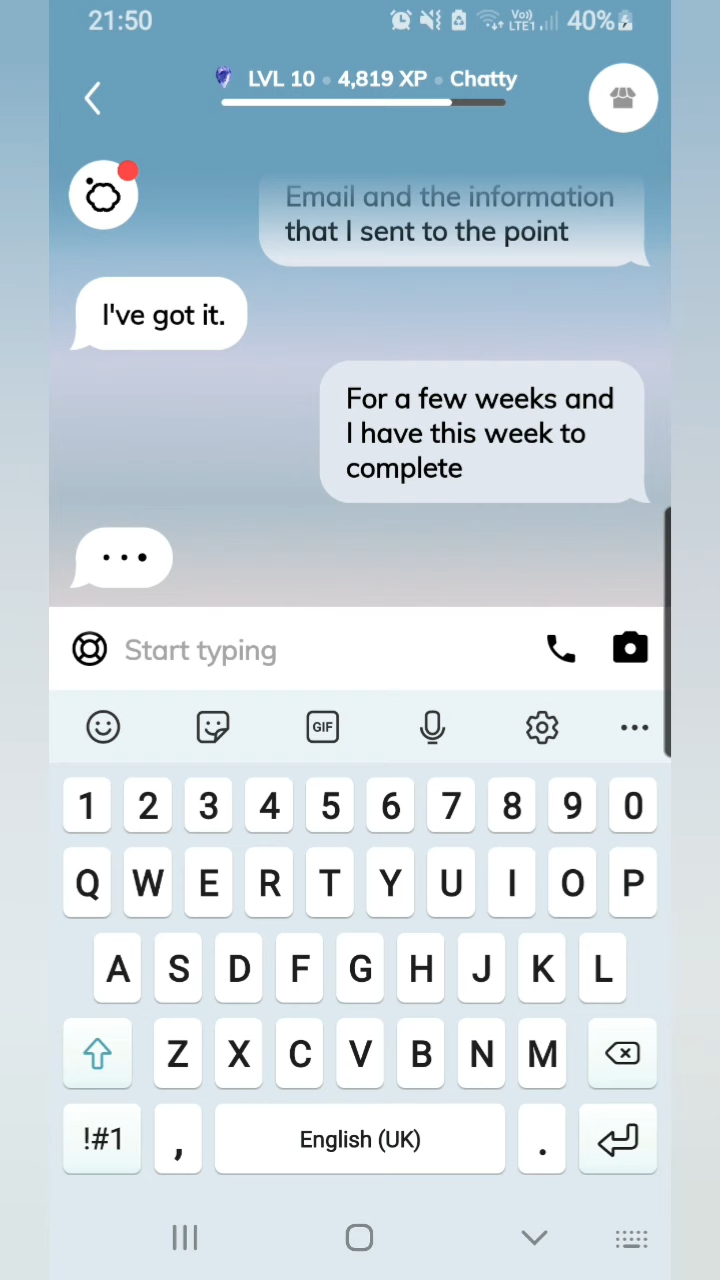 21:50
Vo))
LTE1
40%
LVL 10 • 4,819 XP • Chatty
Email and the information
that I sent to the point
I've got it.
For a few weeks and
I have this week to
complete
...
Start typing
GIF
1 2 3 4 5 6 7 8 9 0
Q W E R T Y U I O P
A S D F G H J K L
Z X C V B N M
!#1 , English (UK) .